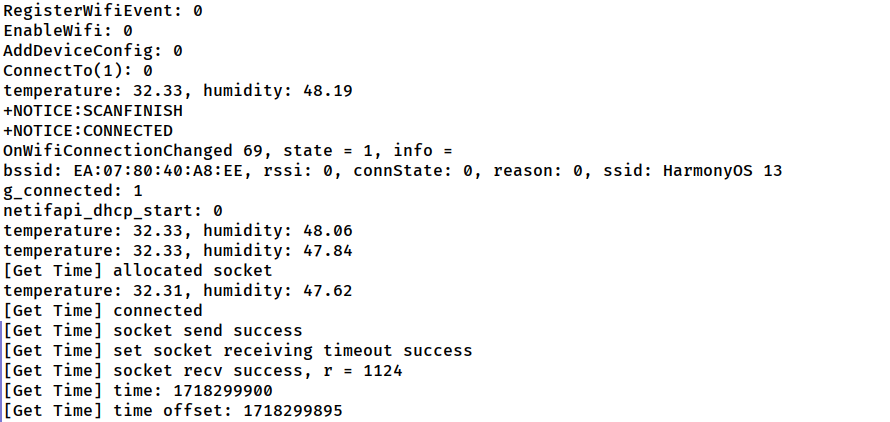 RegisterWifiEvent: 0
EnableWifi: 0
AddDeviceConfig: 0
ConnectTo(1): 0
temperature: 32.33, humidity: 48.19
+NOTICE:SCANFINISH
+NOTICE:CONNECTED
OnWifiConnectionChanged 69, state = 1, info =
bssid: EA:07:80:40:A8:EE, rssi: 0, connState: 0, reason: 0, ssid: HarmonyOS 13
g_connected: 1
netifapi_dhcp_start: 0
temperature: 32.33, humidity: 48.06
temperature: 32.33, humidity: 47.84
[Get Time] allocated socket
temperature: 32.31, humidity: 47.62
[Get Time] connected
[Get Time] socket send success
[Get Time] set socket receiving timeout success
[Get Time] socket recv success, r = 1124
[Get Time] time: 1718299900
[Get Time] time offset: 1718299895